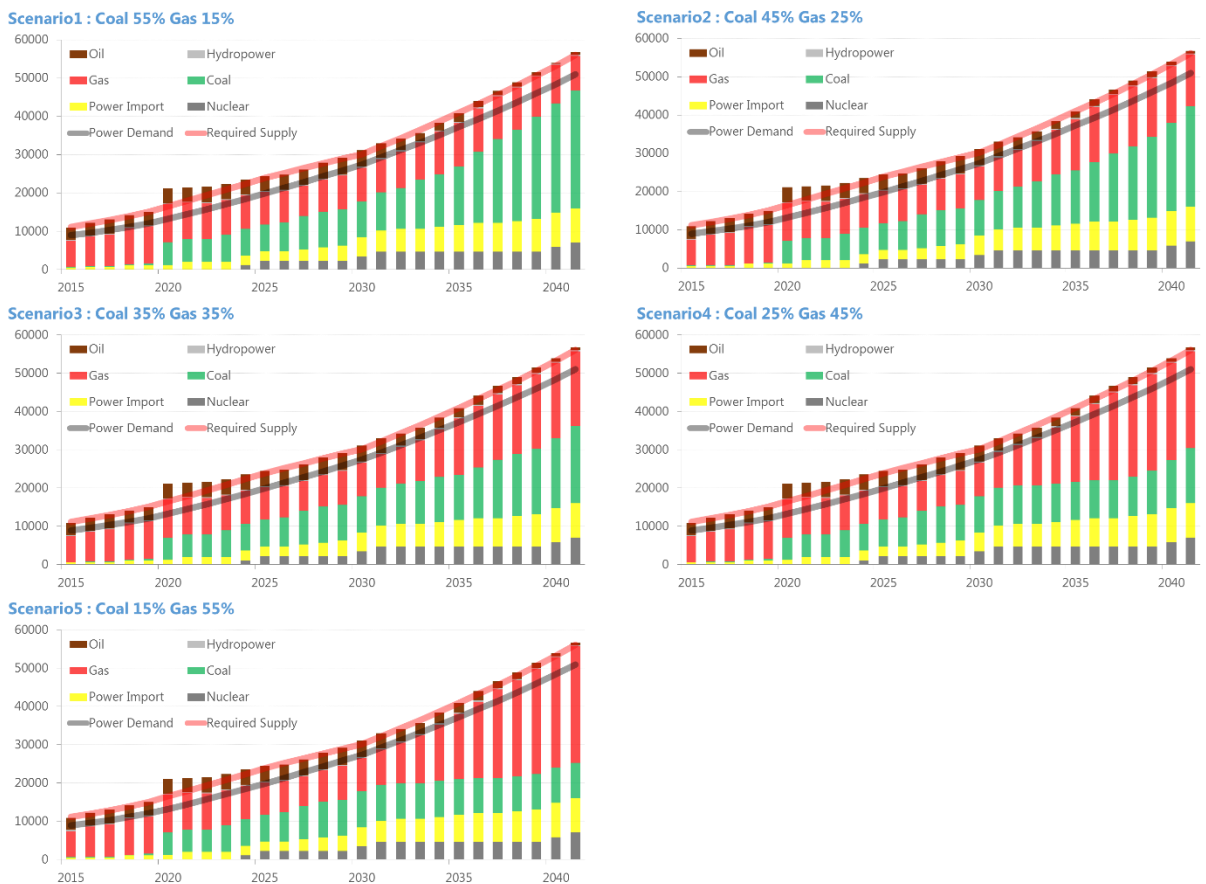 Scenario1 : Coal 55% Gas 15%
60000
50000
40000
30000
20000
10000
0
Oil Hydropower
Gas Coal
Power Import Nuclear
Power Demand Required Supply
2015 2020 2025 2030 2035 2040
Scenario2 : Coal 45% Gas 25%
60000
50000
40000
30000
20000
10000
0
Oil Hydropower
Gas Coal
Power Import Nuclear
Power Demand Required Supply
2015 2020 2025 2030 2035 2040
Scenario3 : Coal 35% Gas 35%
60000
50000
40000
30000
20000
10000
0
Oil Hydropower
Gas Coal
Power Import Nuclear
Power Demand Required Supply
2015 2020 2025 2030 2035 2040
Scenario4 : Coal 25% Gas 45%
60000
50000
40000
30000
20000
10000
0
Oil Hydropower
Gas Coal
Power Import Nuclear
Power Demand Required Supply
2015 2020 2025 2030 2035 2040
Scenario5 : Coal 15% Gas 55%
60000
50000
40000
30000
20000
10000
0
Oil Hydropower
Gas Coal
Power Import Nuclear
Power Demand Required Supply
2015 2020 2025 2030 2035 2040